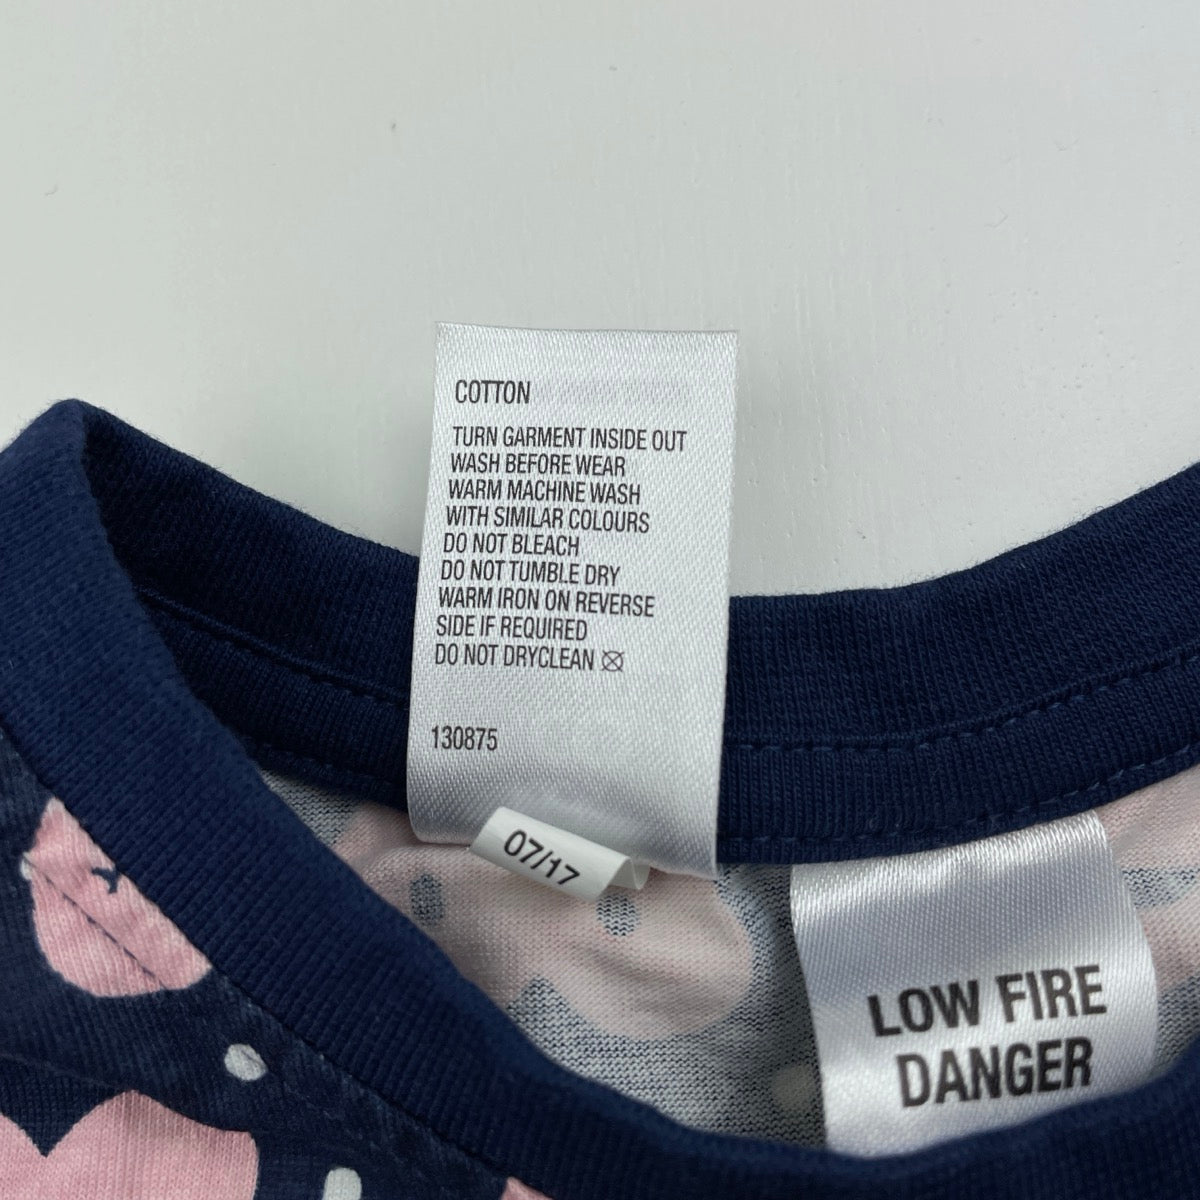 COTTON
TURN GARMENT INSIDE OUT
WASH BEFORE WEAR
WARM MACHINE WASH
WITH SIMILAR COLOURS
DO NOT BLEACH
DO NOT TUMBLE DRY
WARM IRON ON REVERSE
SIDE IF REQUIRED
DO NOT DRYCLEAN
130875
07/17
LOW FIRE
DANGER